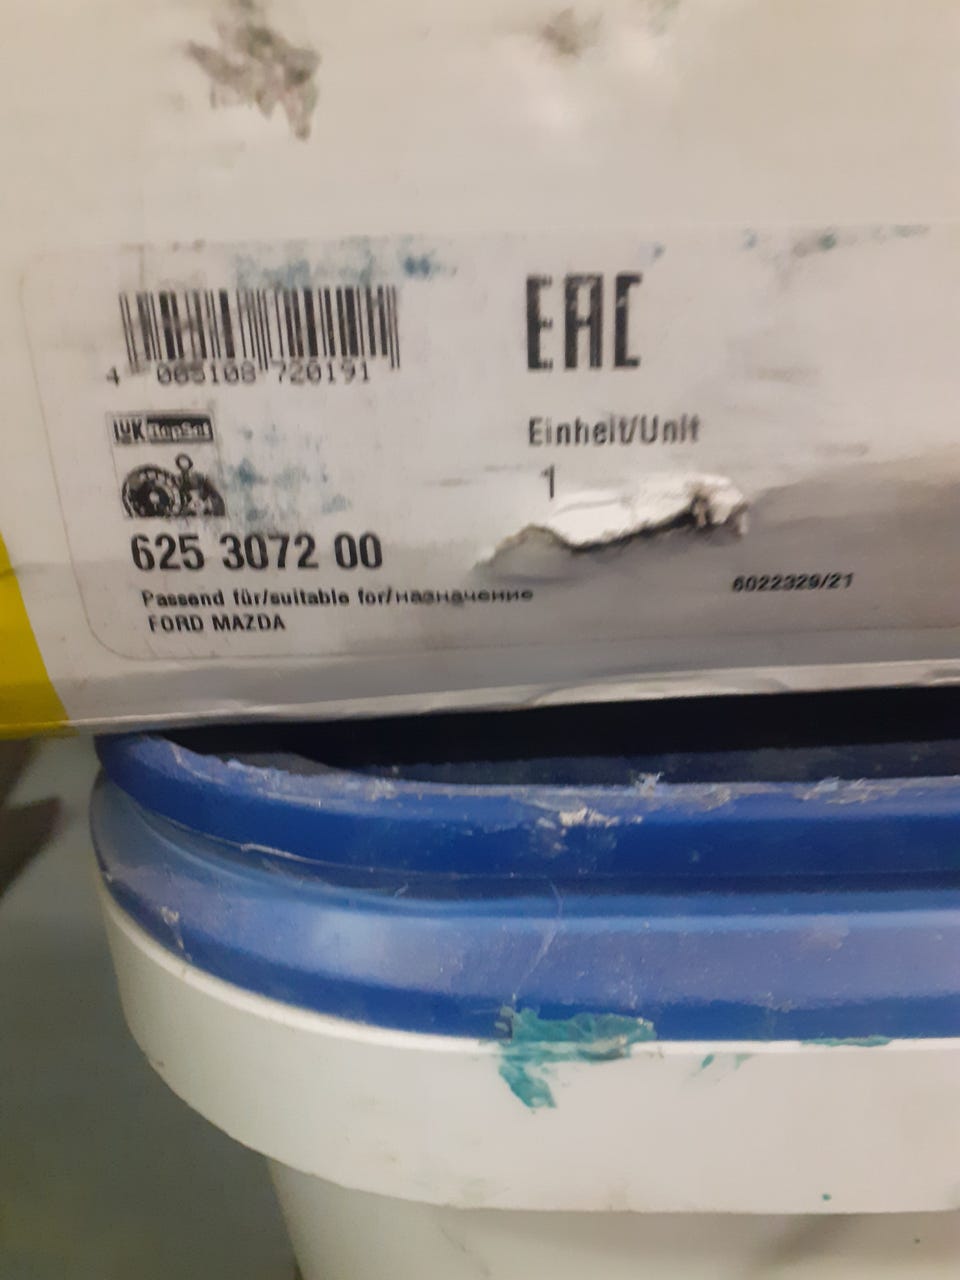 EAC
4 005108 720191
LuK RepSet
Einheit/Unit
1
625 3072 00
Passend für/suitable for/назначение
6022329/21
FORD MAZDA